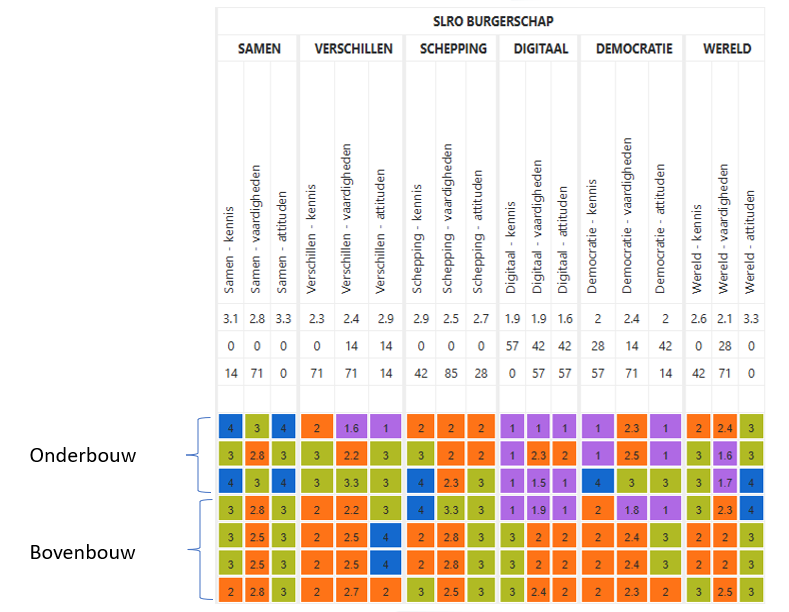 SLRO BURGERSCHAP
SAMEN VERSCHILLEN SCHEPPING DIGITAAL DEMOCRATIE WERELD
Samen - kennis
Samen - vaardigheden
Samen - attituden
Verschillen - kennis
Verschillen - vaardigheden
Verschillen - attituden
Schepping - kennis
Schepping - vaardigheden
Schepping - attituden
Digitaal - kennis
Digitaal - vaardigheden
Digitaal - attituden
Democratie - kennis
Democratie - vaardigheden
Democratie - attituden
Wereld - kennis
Wereld - vaardigheden
Wereld - attituden
3.1 2.8 3.3 2.3 2.4 2.9 2.9 2.5 2.7 1.9 1.9 1.6 2 2.4 2 2.6 2.1 3.3
0 0 0 0 14 14 0 0 0 57 42 42 28 14 42 0 28 0
14 71 0 71 71 14 42 85 28 0 57 57 57 71 14 42 71 0
4 3 4 2 1.6 1 2 2 2 1 1 1 1 2.3 1 2 2.4 3
3 2.8 3 3 2.2 3 3 2 2 1 2.3 2 1 2.5 1 3 1.6 3
Onderbouw
4 3 4 3 3.3 3 4 2.3 3 1 1.5 1 4 3 3 3 1.7 4
3 2.8 3 2 2.2 3 4 3.3 3 1 1.9 1 2 1.8 1 3 2.3 4
3 2.5 3 2 2.5 4 2 2.8 3 3 2 2 2 2.4 3 2 2 3
Bovenbouw
3 2.5 3 2 2.5 4 2 2.8 3 3 2 2 2 2.4 3 2 2 3
2 2.8 3 2 2.7 2 3 2.5 3 3 2.4 2 2 2.3 2 3 2.5 3